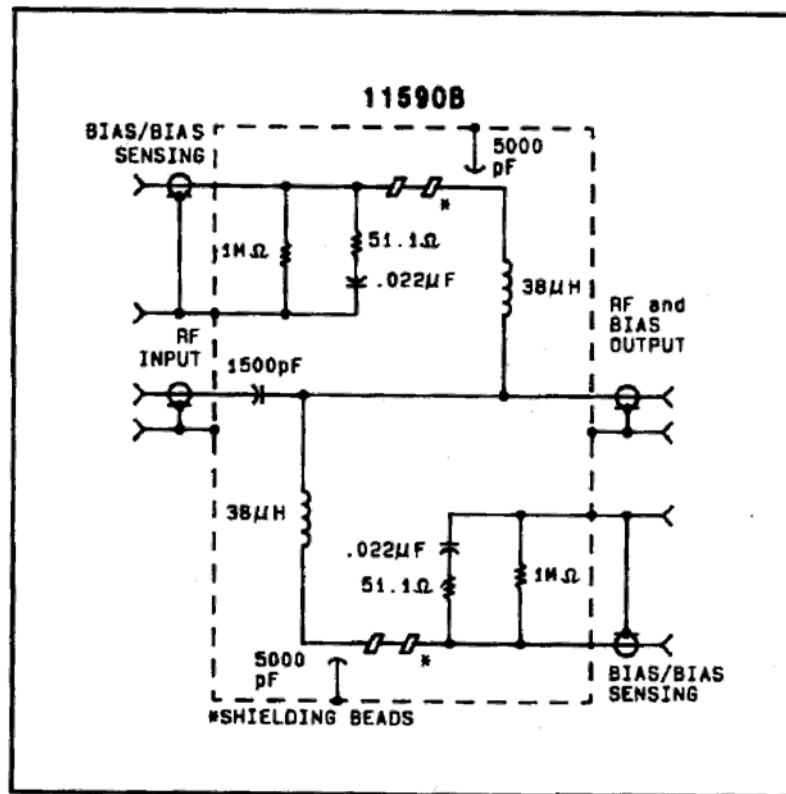 11590B
BIAS/BIAS
SENSING
5000
pF
*
1MΩ
51.1Ω
.022μF
38μH
RF and
BIAS
OUTPUT
RF
INPUT
1500pF
38μH
.022μF
51.1Ω
1MΩ
5000
pF
*
BIAS/BIAS
SENSING
*SHIELDING BEADS